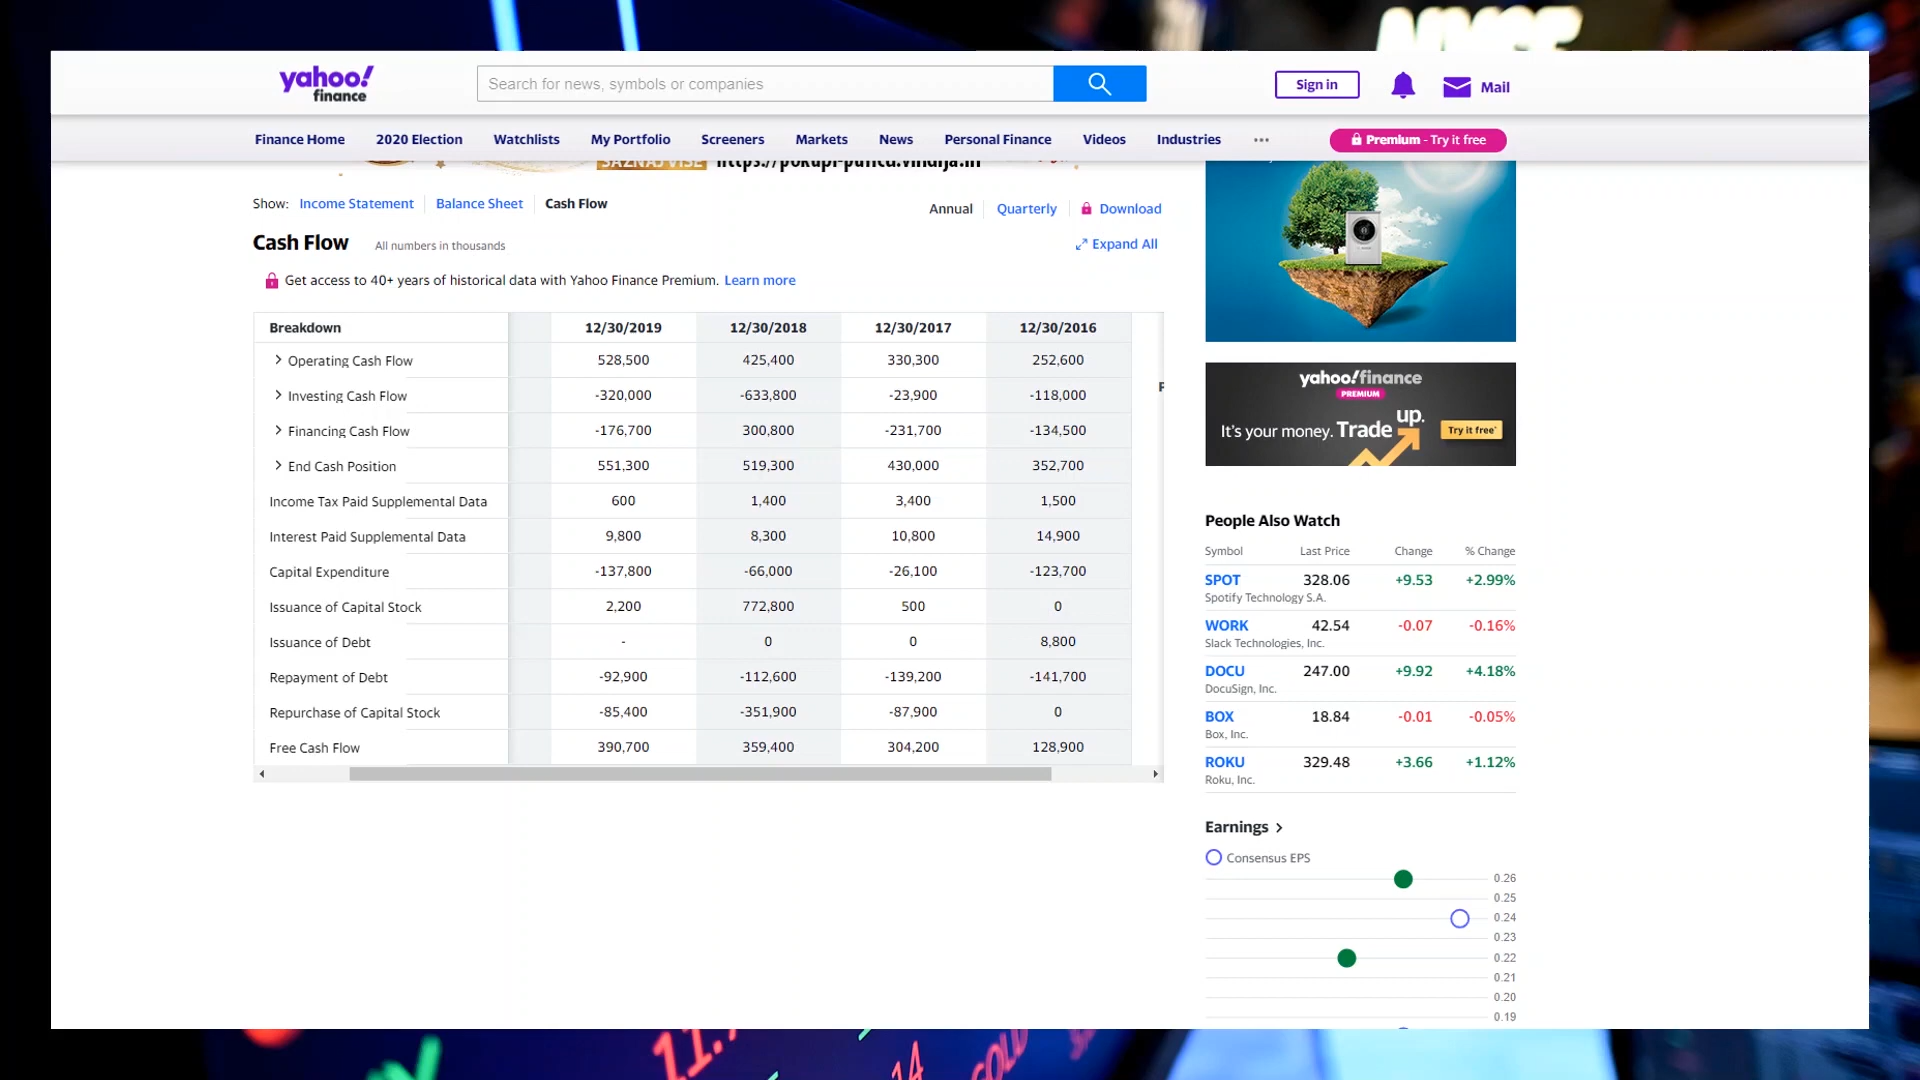 NYSE
yahoo!
finance
Search for news, symbols or companies
Sign in
Mail
Finance Home 2020 Election Watchlists My Portfolio Screeners Markets News Personal Finance Videos Industries ···
Premium - Try it free
SAZNAJ VIŠE
Show: Income Statement Balance Sheet Cash Flow
Annual Quarterly Download
Cash Flow All numbers in thousands
Expand All
Get access to 40+ years of historical data with Yahoo Finance Premium. Learn more
Breakdown 12/30/2019 12/30/2018 12/30/2017 12/30/2016
Operating Cash Flow 528,500 425,400 330,300 252,600
Investing Cash Flow -320,000 -633,800 -23,900 -118,000
Financing Cash Flow -176,700 300,800 -231,700 -134,500
End Cash Position 551,300 519,300 430,000 352,700
Income Tax Paid Supplemental Data 600 1,400 3,400 1,500
Interest Paid Supplemental Data 9,800 8,300 10,800 14,900
Capital Expenditure -137,800 -66,000 -26,100 -123,700
Issuance of Capital Stock 2,200 772,800 500 0
Issuance of Debt - 0 0 8,800
Repayment of Debt -92,900 -112,600 -139,200 -141,700
Repurchase of Capital Stock -85,400 -351,900 -87,900 0
Free Cash Flow 390,700 359,400 304,200 128,900
yahoo!finance
PREMIUM
It's your money. Trade up.
Try it free*
People Also Watch
Symbol Last Price Change % Change
SPOT 328.06 +9.53 +2.99%
Spotify Technology S.A.
WORK 42.54 -0.07 -0.16%
Slack Technologies, Inc.
DOCU 247.00 +9.92 +4.18%
DocuSign, Inc.
BOX 18.84 -0.01 -0.05%
Box, Inc.
ROKU 329.48 +3.66 +1.12%
Roku, Inc.
Earnings
Consensus EPS
0.26
0.25
0.24
0.23
0.22
0.21
0.20
0.19
14
GOLD